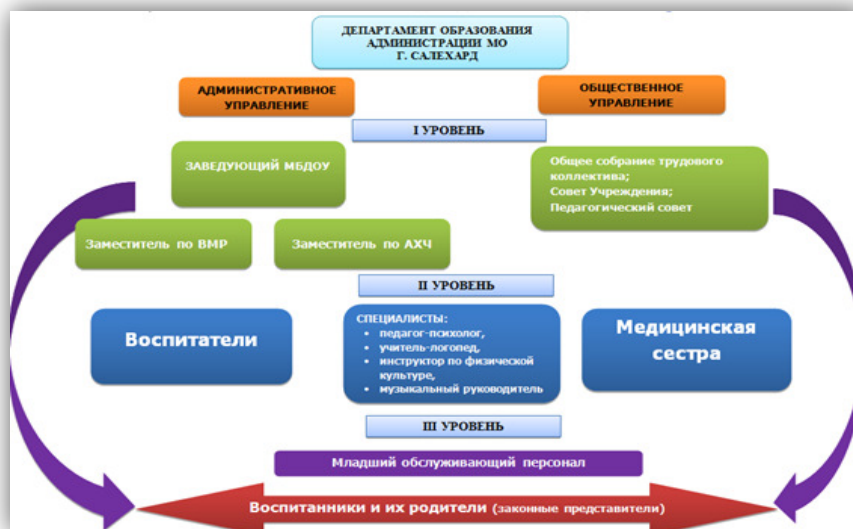 ДЕПАРТАМЕНТ ОБРАЗОВАНИЯ
АДМИНИСТРАЦИИ МО
Г. САЛЕХАРД
АДМИНИСТРАТИВНОЕ
УПРАВЛЕНИЕ
ОБЩЕСТВЕННОЕ
УПРАВЛЕНИЕ
I УРОВЕНЬ
ЗАВЕДУЮЩИЙ МБДОУ
Общее собрание трудового
коллектива;
Совет Учреждения;
Педагогический совет
Заместитель по ВМР
Заместитель по АХЧ
II УРОВЕНЬ
Воспитатели
СПЕЦИАЛИСТЫ:
• педагог-психолог,
• учитель-логопед,
• инструктор по физической
культуре,
• музыкальный руководитель
Медицинская
сестра
III УРОВЕНЬ
Младший обслуживающий персонал
Воспитанники и их родители (законные представители)